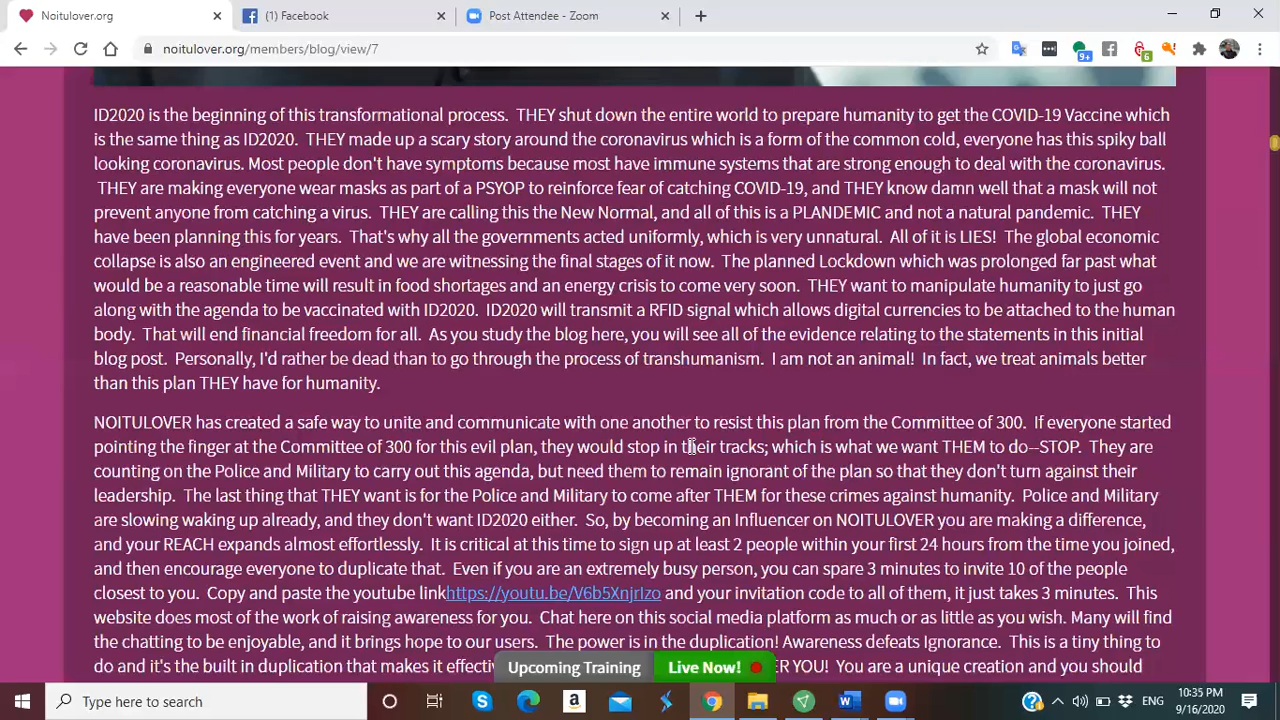 Noitulover.org
(1) Facebook
Post Attendee - Zoom
noitulover.org/members/blog/view/7
9+
6
ID2020 is the beginning of this transformational process.  THEY shut down the entire world to prepare humanity to get the COVID-19 Vaccine which
is the same thing as ID2020.  THEY made up a scary story around the coronavirus which is a form of the common cold, everyone has this spiky ball
looking coronavirus. Most people don't have symptoms because most have immune systems that are strong enough to deal with the coronavirus.
THEY are making everyone wear masks as part of a PSYOP to reinforce fear of catching COVID-19, and THEY know damn well that a mask will not
prevent anyone from catching a virus.  THEY are calling this the New Normal, and all of this is a PLANDEMIC and not a natural pandemic.  THEY
have been planning this for years.  That's why all the governments acted uniformly, which is very unnatural.  All of it is LIES!  The global economic
collapse is also an engineered event and we are witnessing the final stages of it now.  The planned Lockdown which was prolonged far past what
would be a reasonable time will result in food shortages and an energy crisis to come very soon.  THEY want to manipulate humanity to just go
along with the agenda to be vaccinated with ID2020.  ID2020 will transmit a RFID signal which allows digital currencies to be attached to the human
body.  That will end financial freedom for all.  As you study the blog here, you will see all of the evidence relating to the statements in this initial
blog post.  Personally, I'd rather be dead than to go through the process of transhumanism.  I am not an animal!  In fact, we treat animals better
than this plan THEY have for humanity.
NOITULOVER has created a safe way to unite and communicate with one another to resist this plan from the Committee of 300.  If everyone started
pointing the finger at the Committee of 300 for this evil plan, they would stop in their tracks; which is what we want THEM to do--STOP.  They are
counting on the Police and Military to carry out this agenda, but need them to remain ignorant of the plan so that they don't turn against their
leadership.  The last thing that THEY want is for the Police and Military to come after THEM for these crimes against humanity.  Police and Military
are slowing waking up already, and they don't want ID2020 either.  So, by becoming an Influencer on NOITULOVER you are making a difference,
and your REACH expands almost effortlessly.  It is critical at this time to sign up at least 2 people within your first 24 hours from the time you joined,
and then encourage everyone to duplicate that.  Even if you are an extremely busy person, you can spare 3 minutes to invite 10 of the people
closest to you.  Copy and paste the youtube linkhttps://youtu.be/V6b5XnjrIzo and your invitation code to all of them, it just takes 3 minutes.  This
website does most of the work of raising awareness for you.  Chat here on this social media platform as much or as little as you wish. Many will find
the chatting to be enjoyable, and it brings hope to our users.  The power is in the duplication! Awareness defeats Ignorance.  This is a tiny thing to
do and it's the built in duplication that makes it effecti ER YOU!  You are a unique creation and you should
Upcoming Training
Live Now!
Type here to search
ENG
10:35 PM
9/16/2020